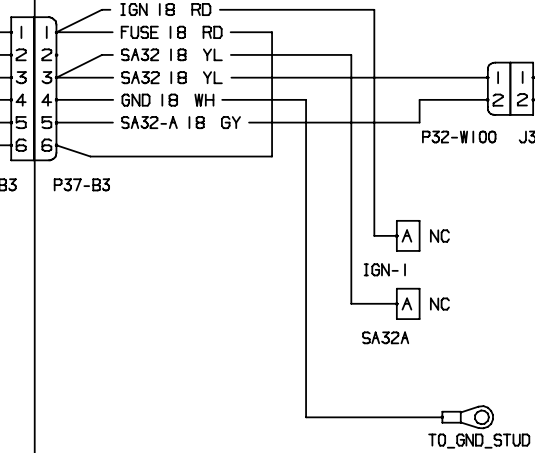 IGN 18 RD
1 1 FUSE 18 RD
2 2 SA32 18 YL
3 3 SA32 18 YL 1 1
4 4 GND 18 WH 2 2
5 5 SA32-A 18 GY
6 6
P32-W100 J3
B3 P37-B3
A NC
IGN-1
A NC
SA32A
TO_GND_STUD